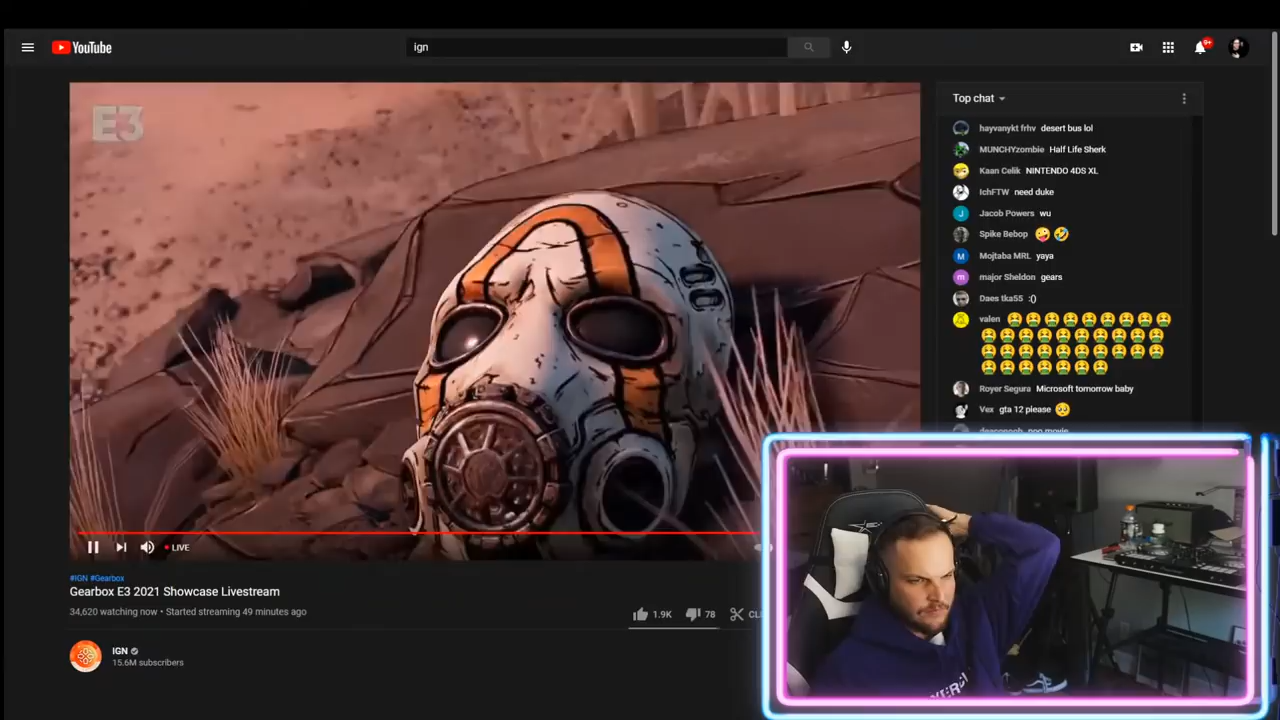 YouTube
ign
9+
E3
Top chat
hayvanykt frhv desert bus lol
MUNCHYzombie Half Life Sherk
Kaan Celik NINTENDO 4DS XL
IchFTW need duke
J Jacob Powers wu
Spike Bebop 🤪🤣
M Mojtaba MRL yaya
m major Sheldon gears
Daes tka55 :()
valen 🤮🤮🤮🤮🤮🤮🤮🤮🤮
🤮🤮🤮🤮🤮🤮🤮🤮🤮🤮
🤮🤮🤮🤮🤮🤮🤮🤮🤮🤮
🤮🤮🤮🤮🤮🤮🤮
Royer Segura Microsoft tomorrow baby
Vex gta 12 please 🥺
LIVE
#IGN #Gearbox
Gearbox E3 2021 Showcase Livestream
34,620 watching now • Started streaming 49 minutes ago
1.9K 78
IGN
15.6M subscribers